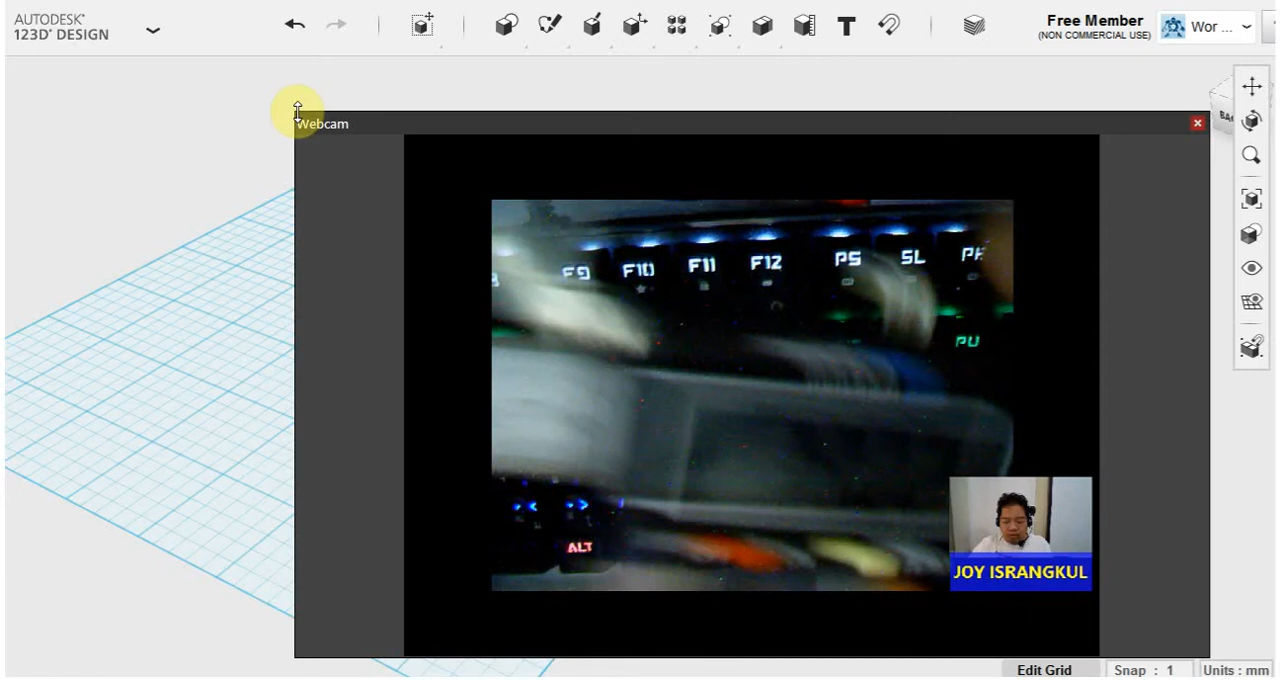 AUTODESK®
123D® DESIGN
Free Member
(NON COMMERCIAL USE)
Wor ...
BAC
Webcam
F9 F10 F11 F12 PS SL
PU
ALT
JOY ISRANGKUL
Edit Grid
Snap : 1
Units : mm